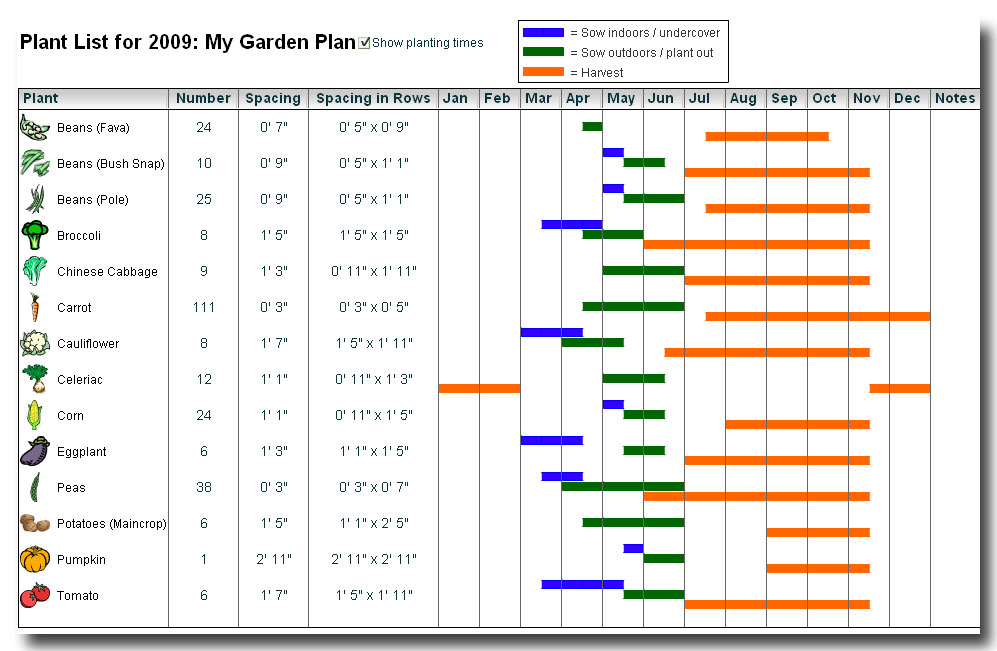 Plant List for 2009: My Garden Plan Show planting times
= Sow indoors / undercover
= Sow outdoors / plant out
= Harvest
Plant Number Spacing Spacing in Rows Jan Feb Mar Apr May Jun Jul Aug Sep Oct Nov Dec Notes
Beans (Fava) 24 0' 7" 0' 5" x 0' 9"
Beans (Bush Snap) 10 0' 9" 0' 5" x 1' 1"
Beans (Pole) 25 0' 9" 0' 5" x 1' 1"
Broccoli 8 1' 5" 1' 5" x 1' 5"
Chinese Cabbage 9 1' 3" 0' 11" x 1' 11"
Carrot 111 0' 3" 0' 3" x 0' 5"
Cauliflower 8 1' 7" 1' 5" x 1' 11"
Celeriac 12 1' 1" 0' 11" x 1' 3"
Corn 24 1' 1" 0' 11" x 1' 5"
Eggplant 6 1' 3" 1' 1" x 1' 5"
Peas 38 0' 3" 0' 3" x 0' 7"
Potatoes (Maincrop) 6 1' 5" 1' 1" x 2' 5"
Pumpkin 1 2' 11" 2' 11" x 2' 11"
Tomato 6 1' 7" 1' 5" x 1' 11"